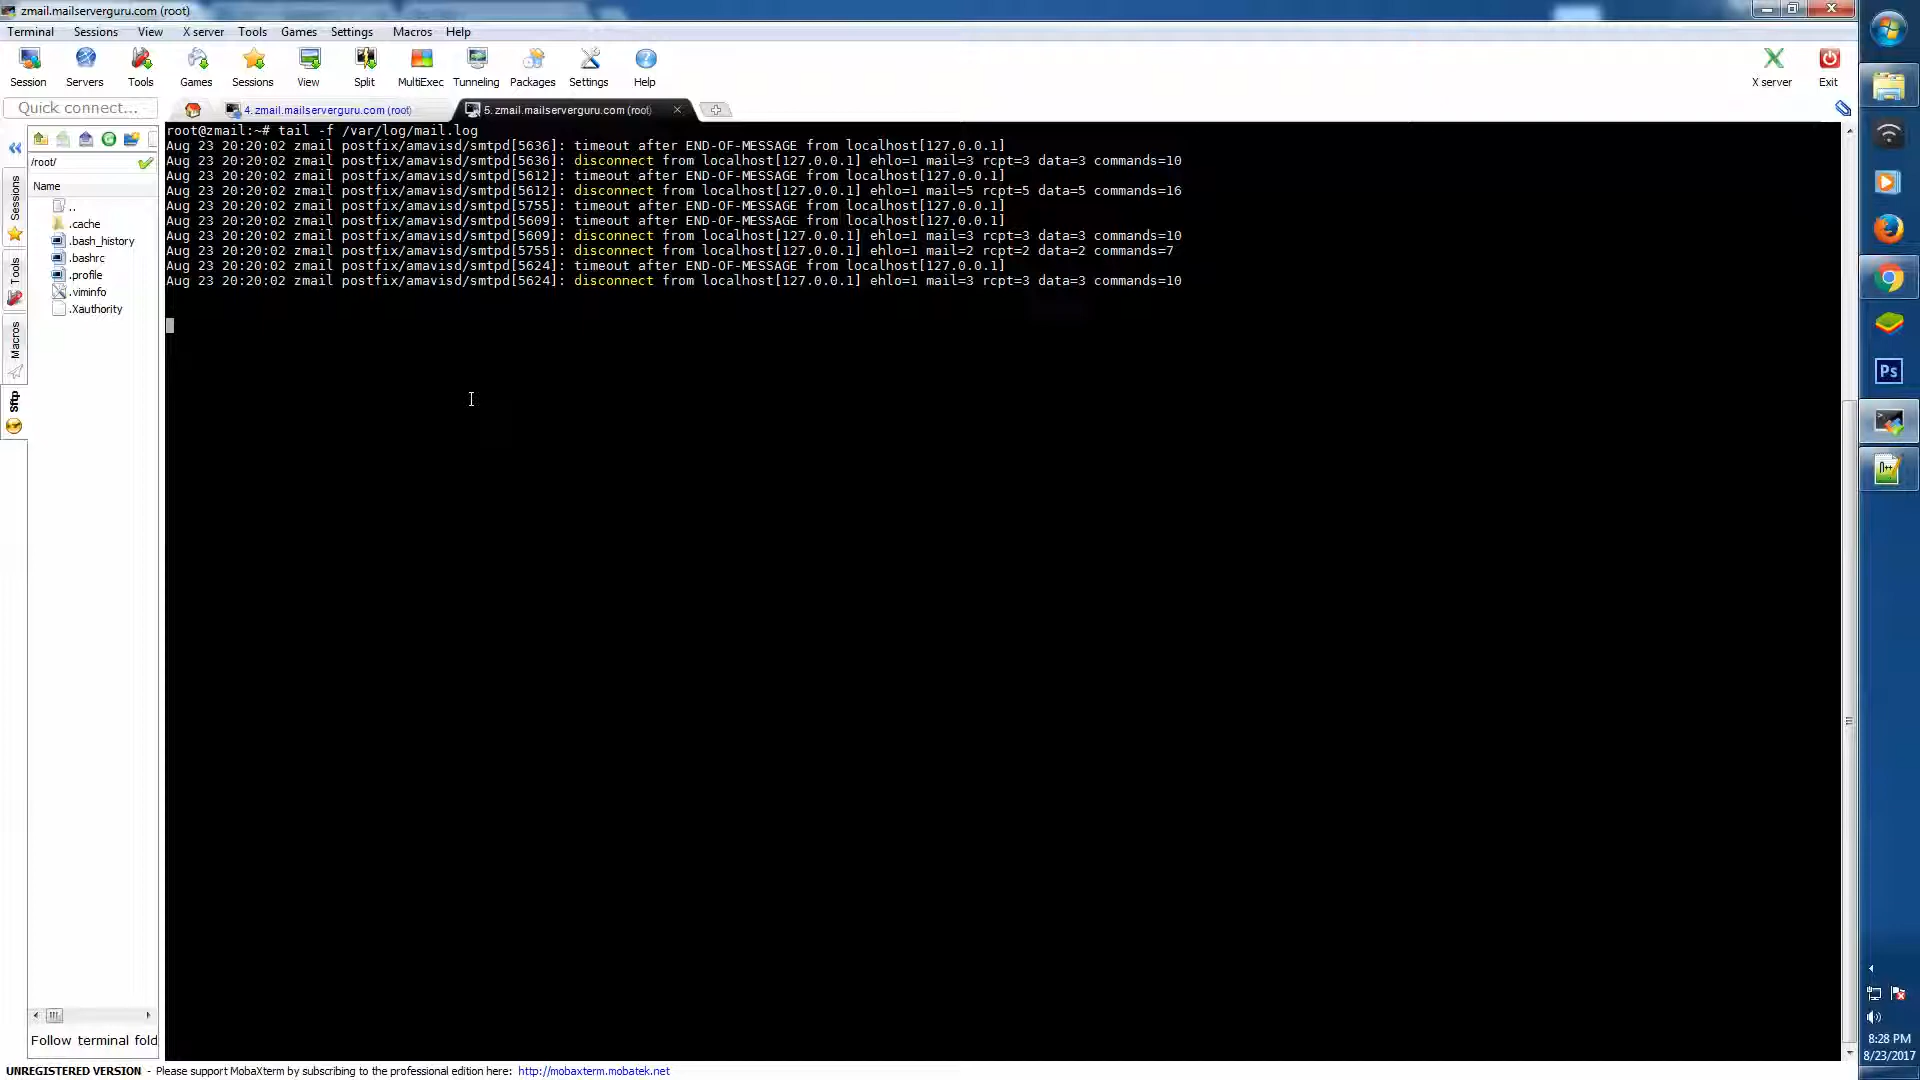 zmail.mailserverguru.com (root)
Terminal Sessions View X server Tools Games Settings Macros Help
Session Servers Tools Games Sessions View Split MultiExec Tunneling Packages Settings Help X server Exit
Quick connect...
4. zmail.mailserverguru.com (root)
5. zmail.mailserverguru.com (root)
/root/
Name
..
.cache
.bash_history
.bashrc
.profile
.viminfo
.Xauthority
Sessions
Tools
Macros
Sftp
root@zmail:~# tail -f /var/log/mail.log
Aug 23 20:20:02 zmail postfix/amavisd/smtpd[5636]: timeout after END-OF-MESSAGE from localhost[127.0.0.1]
Aug 23 20:20:02 zmail postfix/amavisd/smtpd[5636]: disconnect from localhost[127.0.0.1] ehlo=1 mail=3 rcpt=3 data=3 commands=10
Aug 23 20:20:02 zmail postfix/amavisd/smtpd[5612]: timeout after END-OF-MESSAGE from localhost[127.0.0.1]
Aug 23 20:20:02 zmail postfix/amavisd/smtpd[5612]: disconnect from localhost[127.0.0.1] ehlo=1 mail=5 rcpt=5 data=5 commands=16
Aug 23 20:20:02 zmail postfix/amavisd/smtpd[5755]: timeout after END-OF-MESSAGE from localhost[127.0.0.1]
Aug 23 20:20:02 zmail postfix/amavisd/smtpd[5609]: timeout after END-OF-MESSAGE from localhost[127.0.0.1]
Aug 23 20:20:02 zmail postfix/amavisd/smtpd[5609]: disconnect from localhost[127.0.0.1] ehlo=1 mail=3 rcpt=3 data=3 commands=10
Aug 23 20:20:02 zmail postfix/amavisd/smtpd[5755]: disconnect from localhost[127.0.0.1] ehlo=1 mail=2 rcpt=2 data=2 commands=7
Aug 23 20:20:02 zmail postfix/amavisd/smtpd[5624]: timeout after END-OF-MESSAGE from localhost[127.0.0.1]
Aug 23 20:20:02 zmail postfix/amavisd/smtpd[5624]: disconnect from localhost[127.0.0.1] ehlo=1 mail=3 rcpt=3 data=3 commands=10
Ps
Follow terminal fold
8:28 PM
8/23/2017
UNREGISTERED VERSION - Please support MobaXterm by subscribing to the professional edition here: http://mobaxterm.mobatek.net